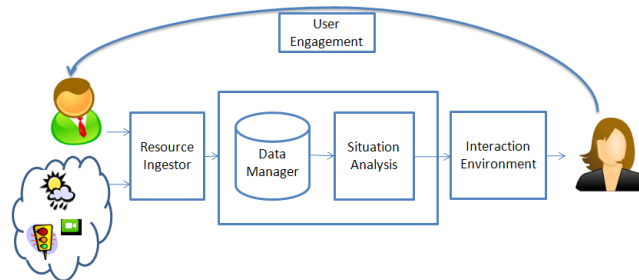 User
Engagement
Resource
Ingestor
Data
Manager
Situation
Analysis
Interaction
Environment